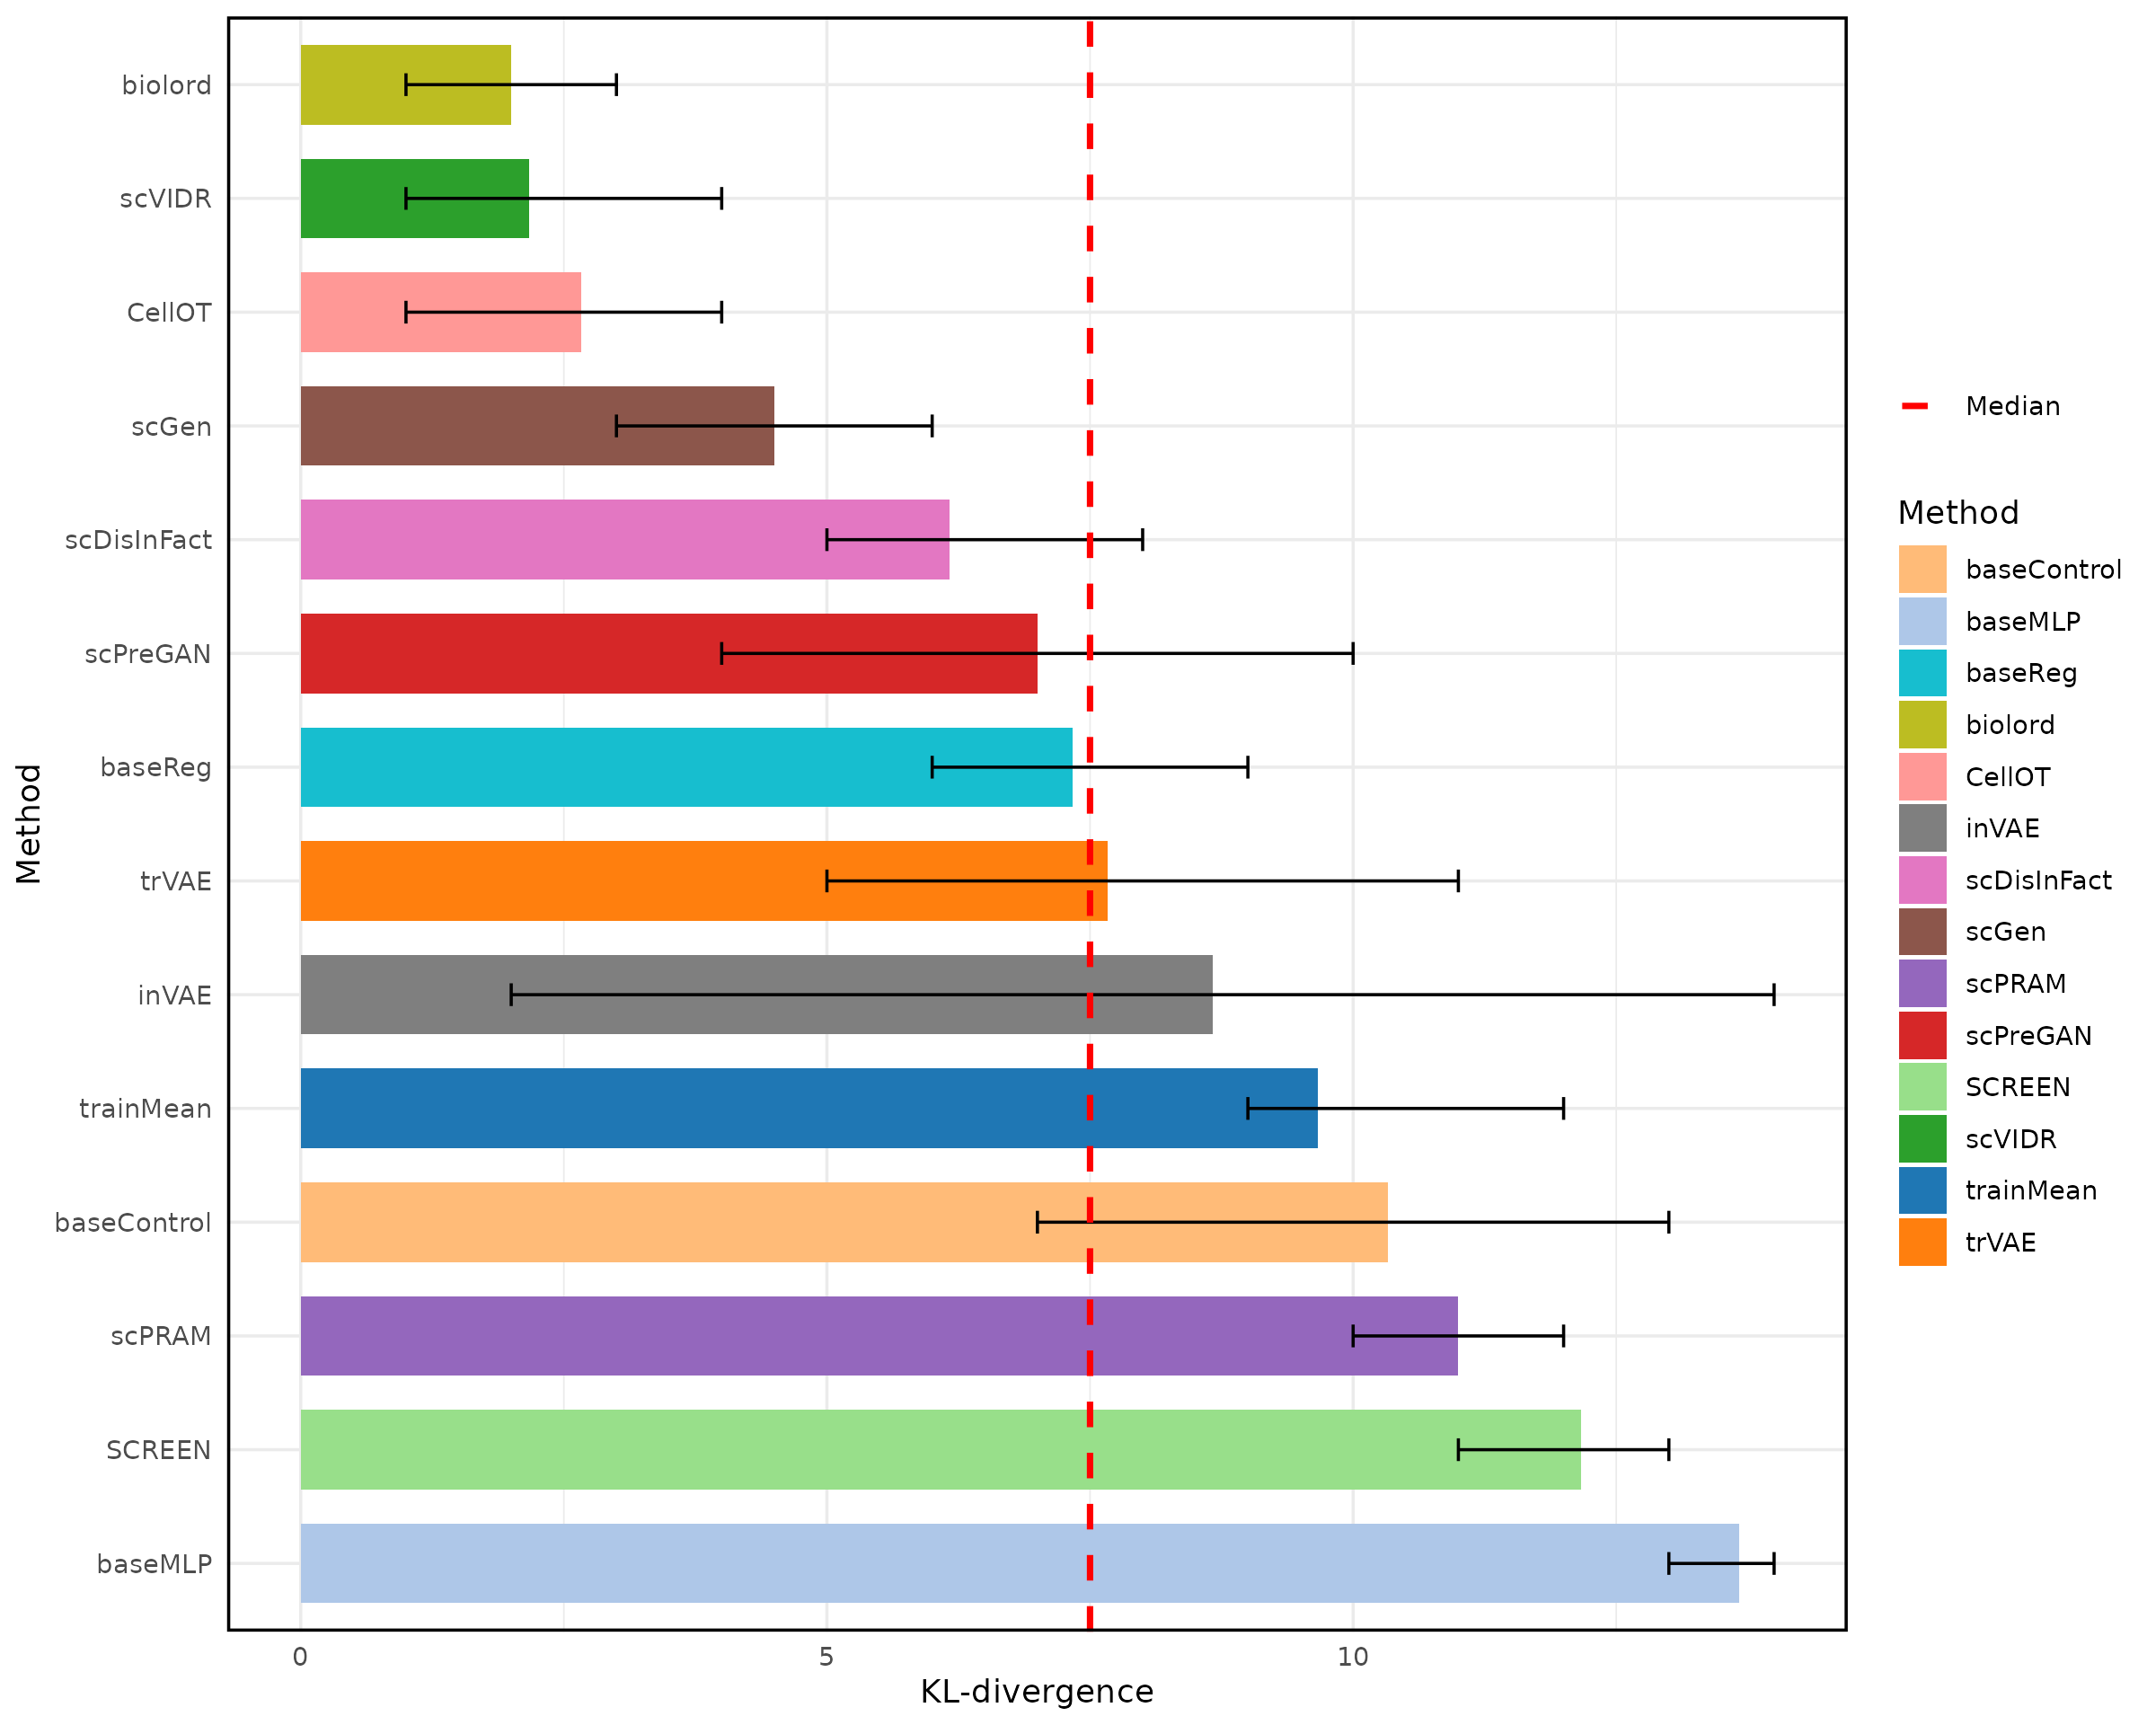 Method
biolord
scVIDR
CellOT
scGen
scDisInFact
scPreGAN
baseReg
trVAE
inVAE
trainMean
baseControl
scPRAM
SCREEN
baseMLP
0 5 10
KL-divergence
Median
Method
baseControl
baseMLP
baseReg
biolord
CellOT
inVAE
scDisInFact
scGen
scPRAM
scPreGAN
SCREEN
scVIDR
trainMean
trVAE